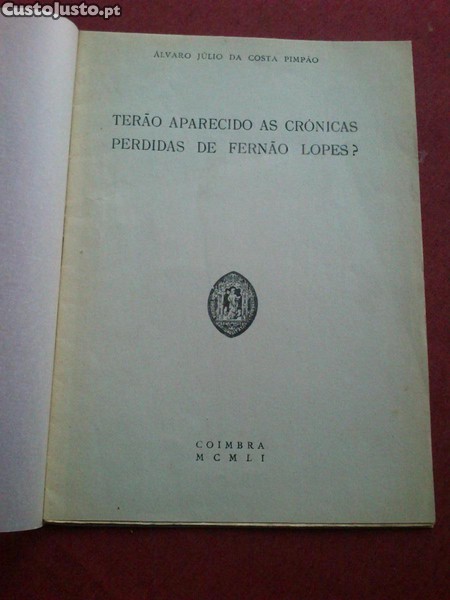 CustoJusto.pt
ÁLVARO JÚLIO DA COSTA PIMPÃO
TERÃO APARECIDO AS CRÓNICAS
PERDIDAS DE FERNÃO LOPES?
COIMBRA
MCMLI